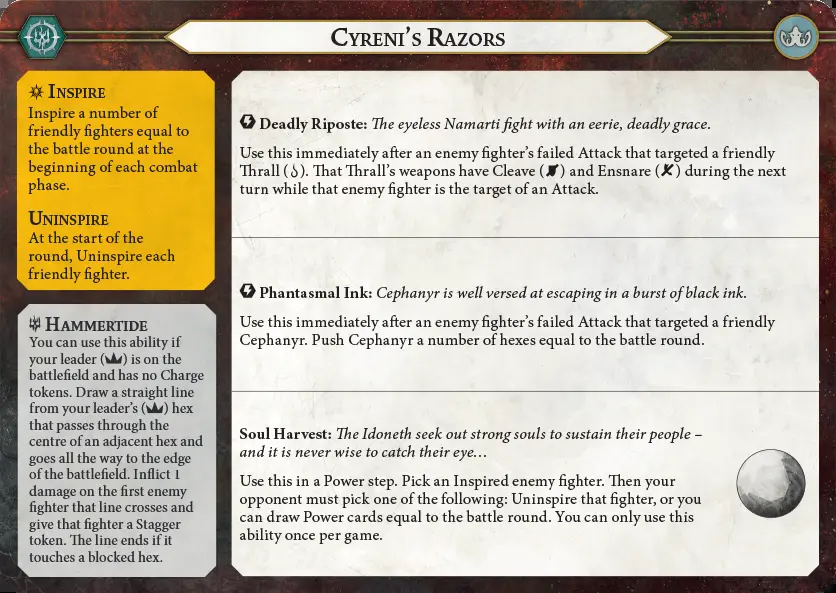 Cyreni's Razors
Inspire
Inspire a number of
friendly fighters equal to
the battle round at the
beginning of each combat
phase.
Uninspire
At the start of the
round, Uninspire each
friendly fighter.
Hammertide
You can use this ability if
your leader () is on the
battlefield and has no Charge
tokens. Draw a straight line
from your leader's () hex
that passes through the
centre of an adjacent hex and
goes all the way to the edge
of the battlefield. Inflict 1
damage on the first enemy
fighter that line crosses and
give that fighter a Stagger
token. The line ends if it
touches a blocked hex.
Deadly Riposte: The eyeless Namarti fight with an eerie, deadly grace.
Use this immediately after an enemy fighter's failed Attack that targeted a friendly
Thrall (). That Thrall's weapons have Cleave () and Ensnare () during the next
turn while that enemy fighter is the target of an Attack.
Phantasmal Ink: Cephanyr is well versed at escaping in a burst of black ink.
Use this immediately after an enemy fighter's failed Attack that targeted a friendly
Cephanyr. Push Cephanyr a number of hexes equal to the battle round.
Soul Harvest: The Idoneth seek out strong souls to sustain their people –
and it is never wise to catch their eye…
Use this in a Power step. Pick an Inspired enemy fighter. Then your
opponent must pick one of the following: Uninspire that fighter, or you
can draw Power cards equal to the battle round. You can only use this
ability once per game.